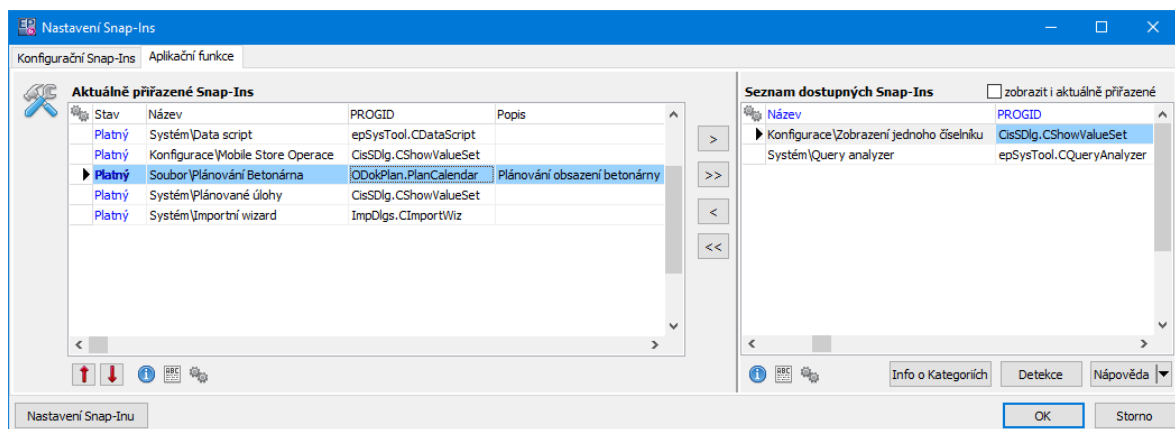 Nastavení Snap-Ins
Konfigurační Snap-Ins Aplikační funkce
Aktuálně přiřazené Snap-Ins
Stav Název PROGID Popis
Platný Systém\Data script epSysTool.CDataScript
Platný Konfigurace\Mobile Store Operace CisSDlg.CShowValueSet
Platný Soubor\Plánování Betonárna ODokPlan.PlanCalendar Plánování obsazení betonárny
Platný Systém\Plánované úlohy CisSDlg.CShowValueSet
Platný Systém\Importní wizard ImpDlgs.CImportWiz
>
>>
<
<<
Seznam dostupných Snap-Ins zobrazit i aktuálně přiřazené
Název PROGID
Konfigurace\Zobrazení jednoho číselníku CisSDlg.CShowValueSet
Systém\Query analyzer epSysTool.CQueryAnalyzer
Info o Kategoriích Detekce Nápověda
Nastavení Snap-Inu OK Storno